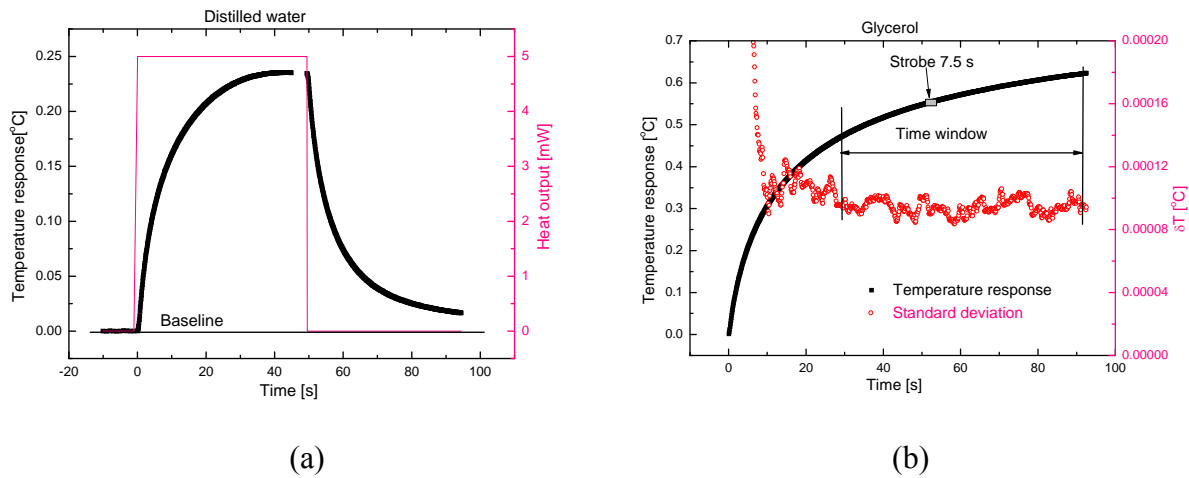 Distilled water
0.25
0.20
0.15
0.10
0.05
0.00
Temperature response[°C]
5
4
3
2
1
0
Heat output [mW]
Baseline
-20 0 20 40 60 80 100
Time [s]
(a)
Glycerol
0.7
0.6
0.5
0.4
0.3
0.2
0.1
0.0
Temperature response [°C]
0.00020
0.00016
0.00012
0.00008
0.00004
0.00000
δT [°C]
Strobe 7.5 s
Time window
Temperature response
Standard deviation
0 20 40 60 80 100
Time [s]
(b)